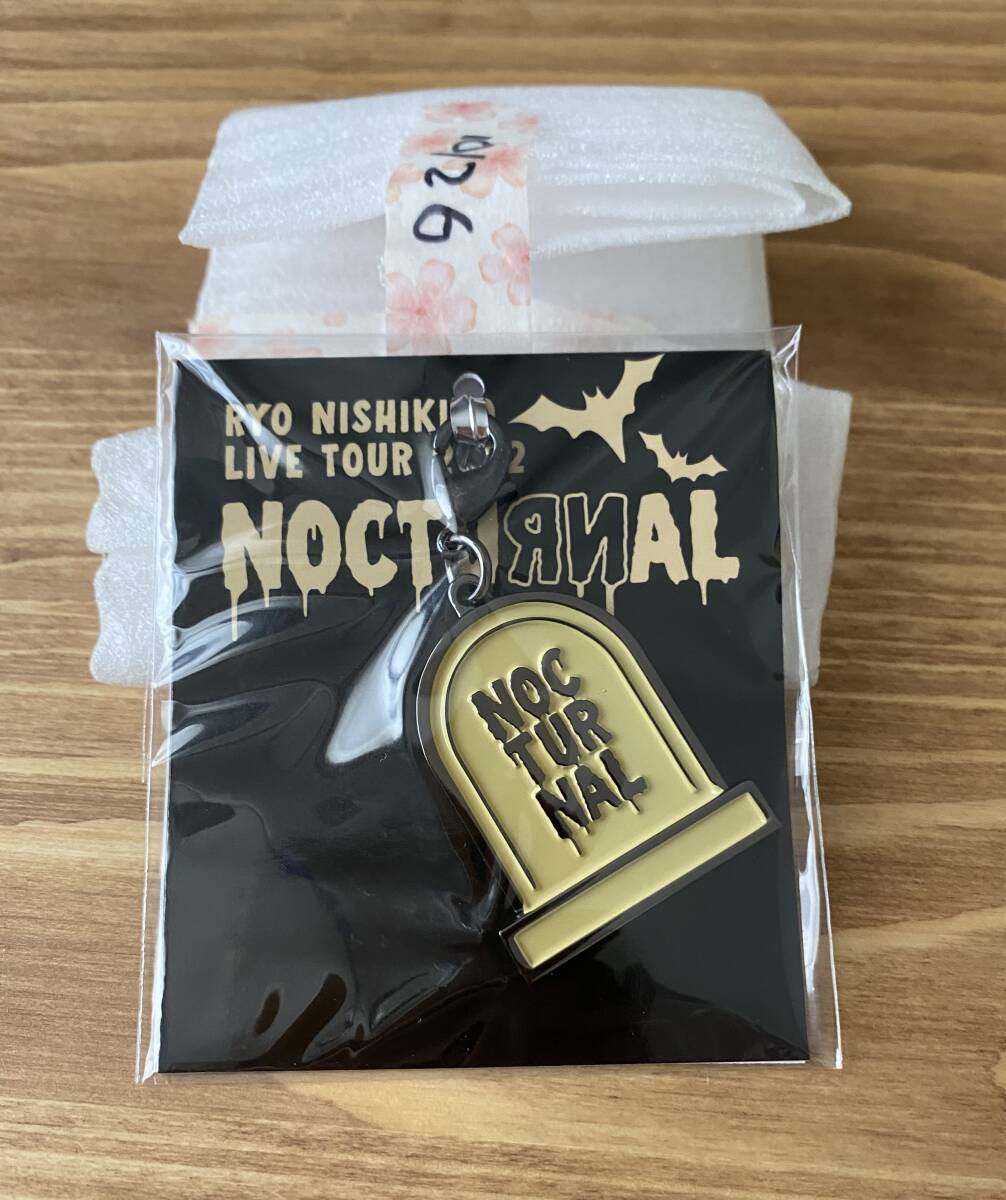 RYO NISHIKIDO
LIVE TOUR 2022
NOCTURNAL
NOC
TUR
NAL